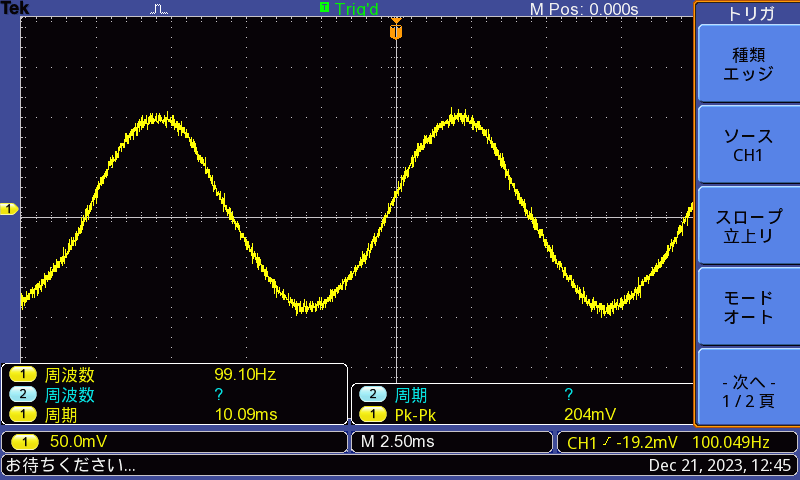 Tek T Trig'd M Pos: 0.000s
トリガ
T
種類
エッジ
ソース
CH1
1
スロープ
立上り
モード
オート
- 次へ -
1 / 2 頁
1 周波数 99.10Hz
2 周波数 ?
1 周期 10.09ms
2 周期 ?
1 Pk-Pk 204mV
1 50.0mV M 2.50ms CH1 -19.2mV 100.049Hz
お待ちください... Dec 21, 2023, 12:45